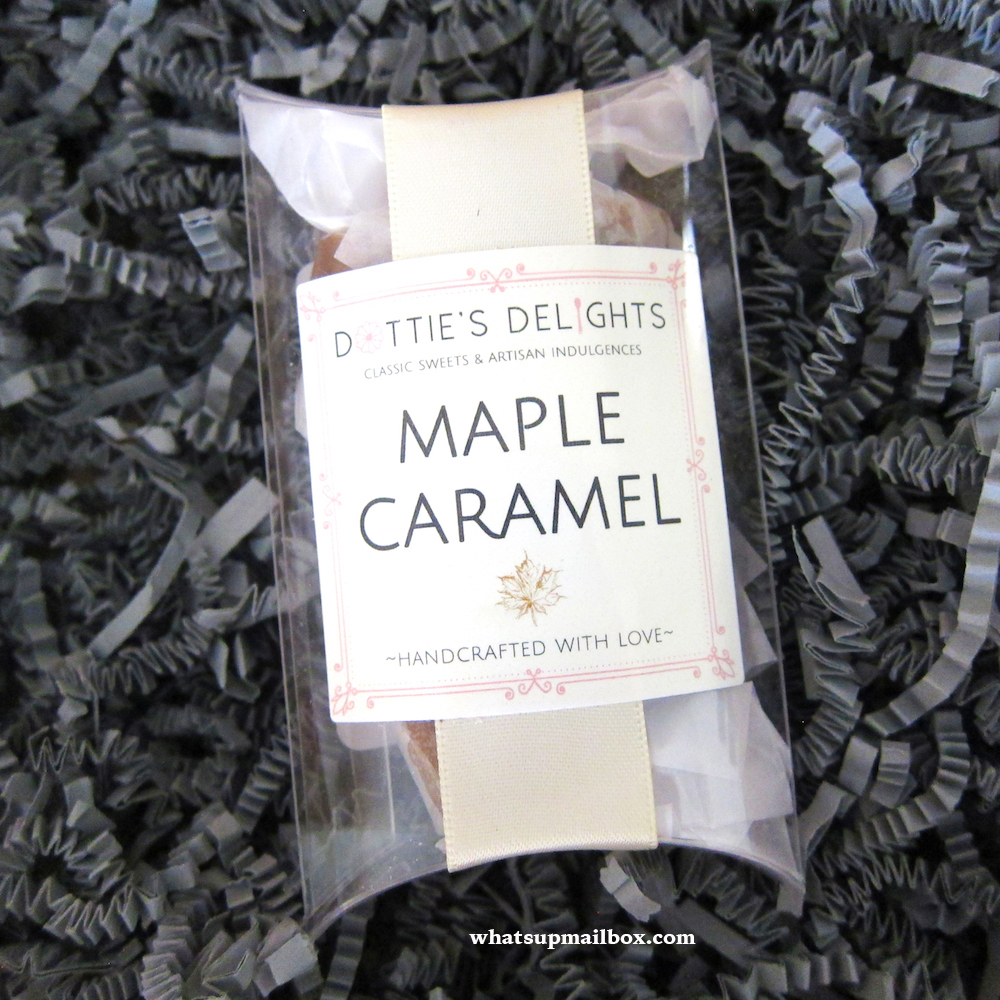 DOTTIE'S DELIGHTS
CLASSIC SWEETS & ARTISAN INDULGENCES
MAPLE
CARAMEL
~HANDCRAFTED WITH LOVE~
whatsupmailbox.com